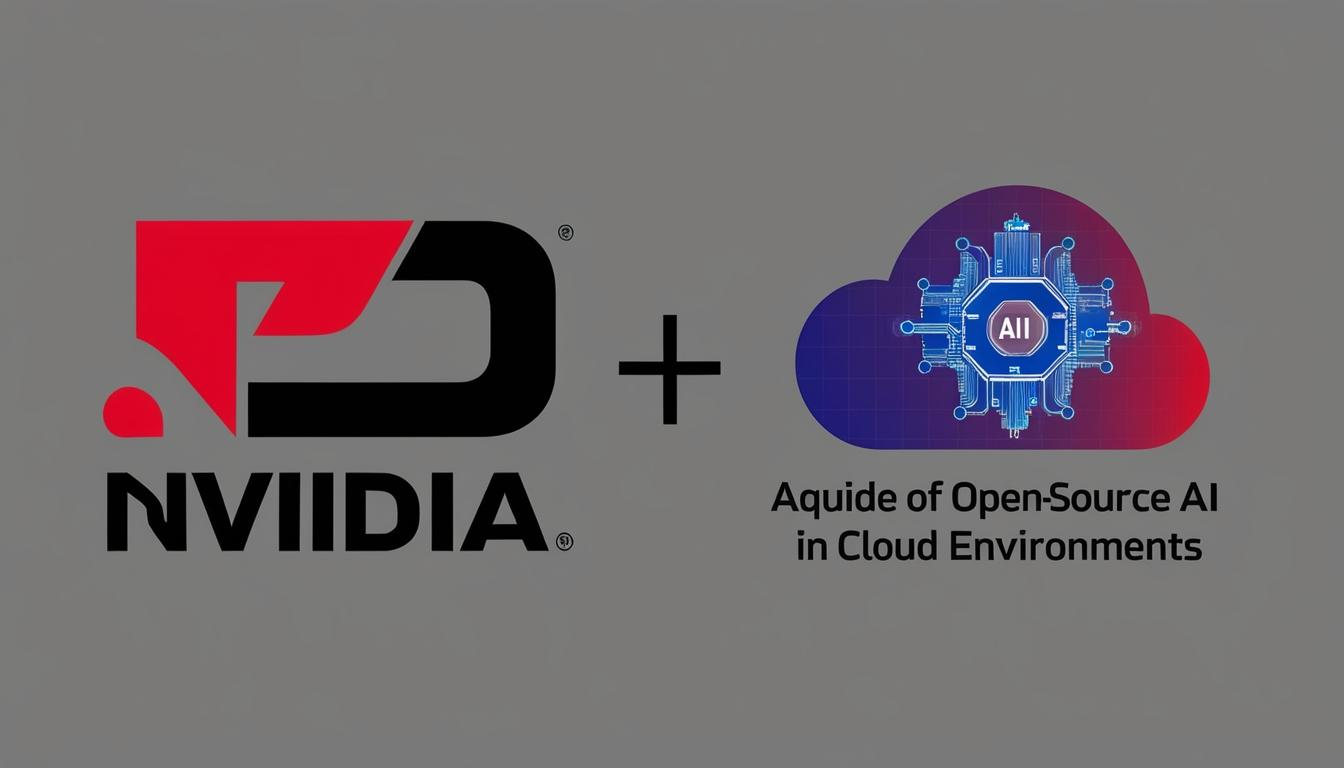 NVIIDIA
AII
Aquide of Open-Source AI
in Cloud Environments